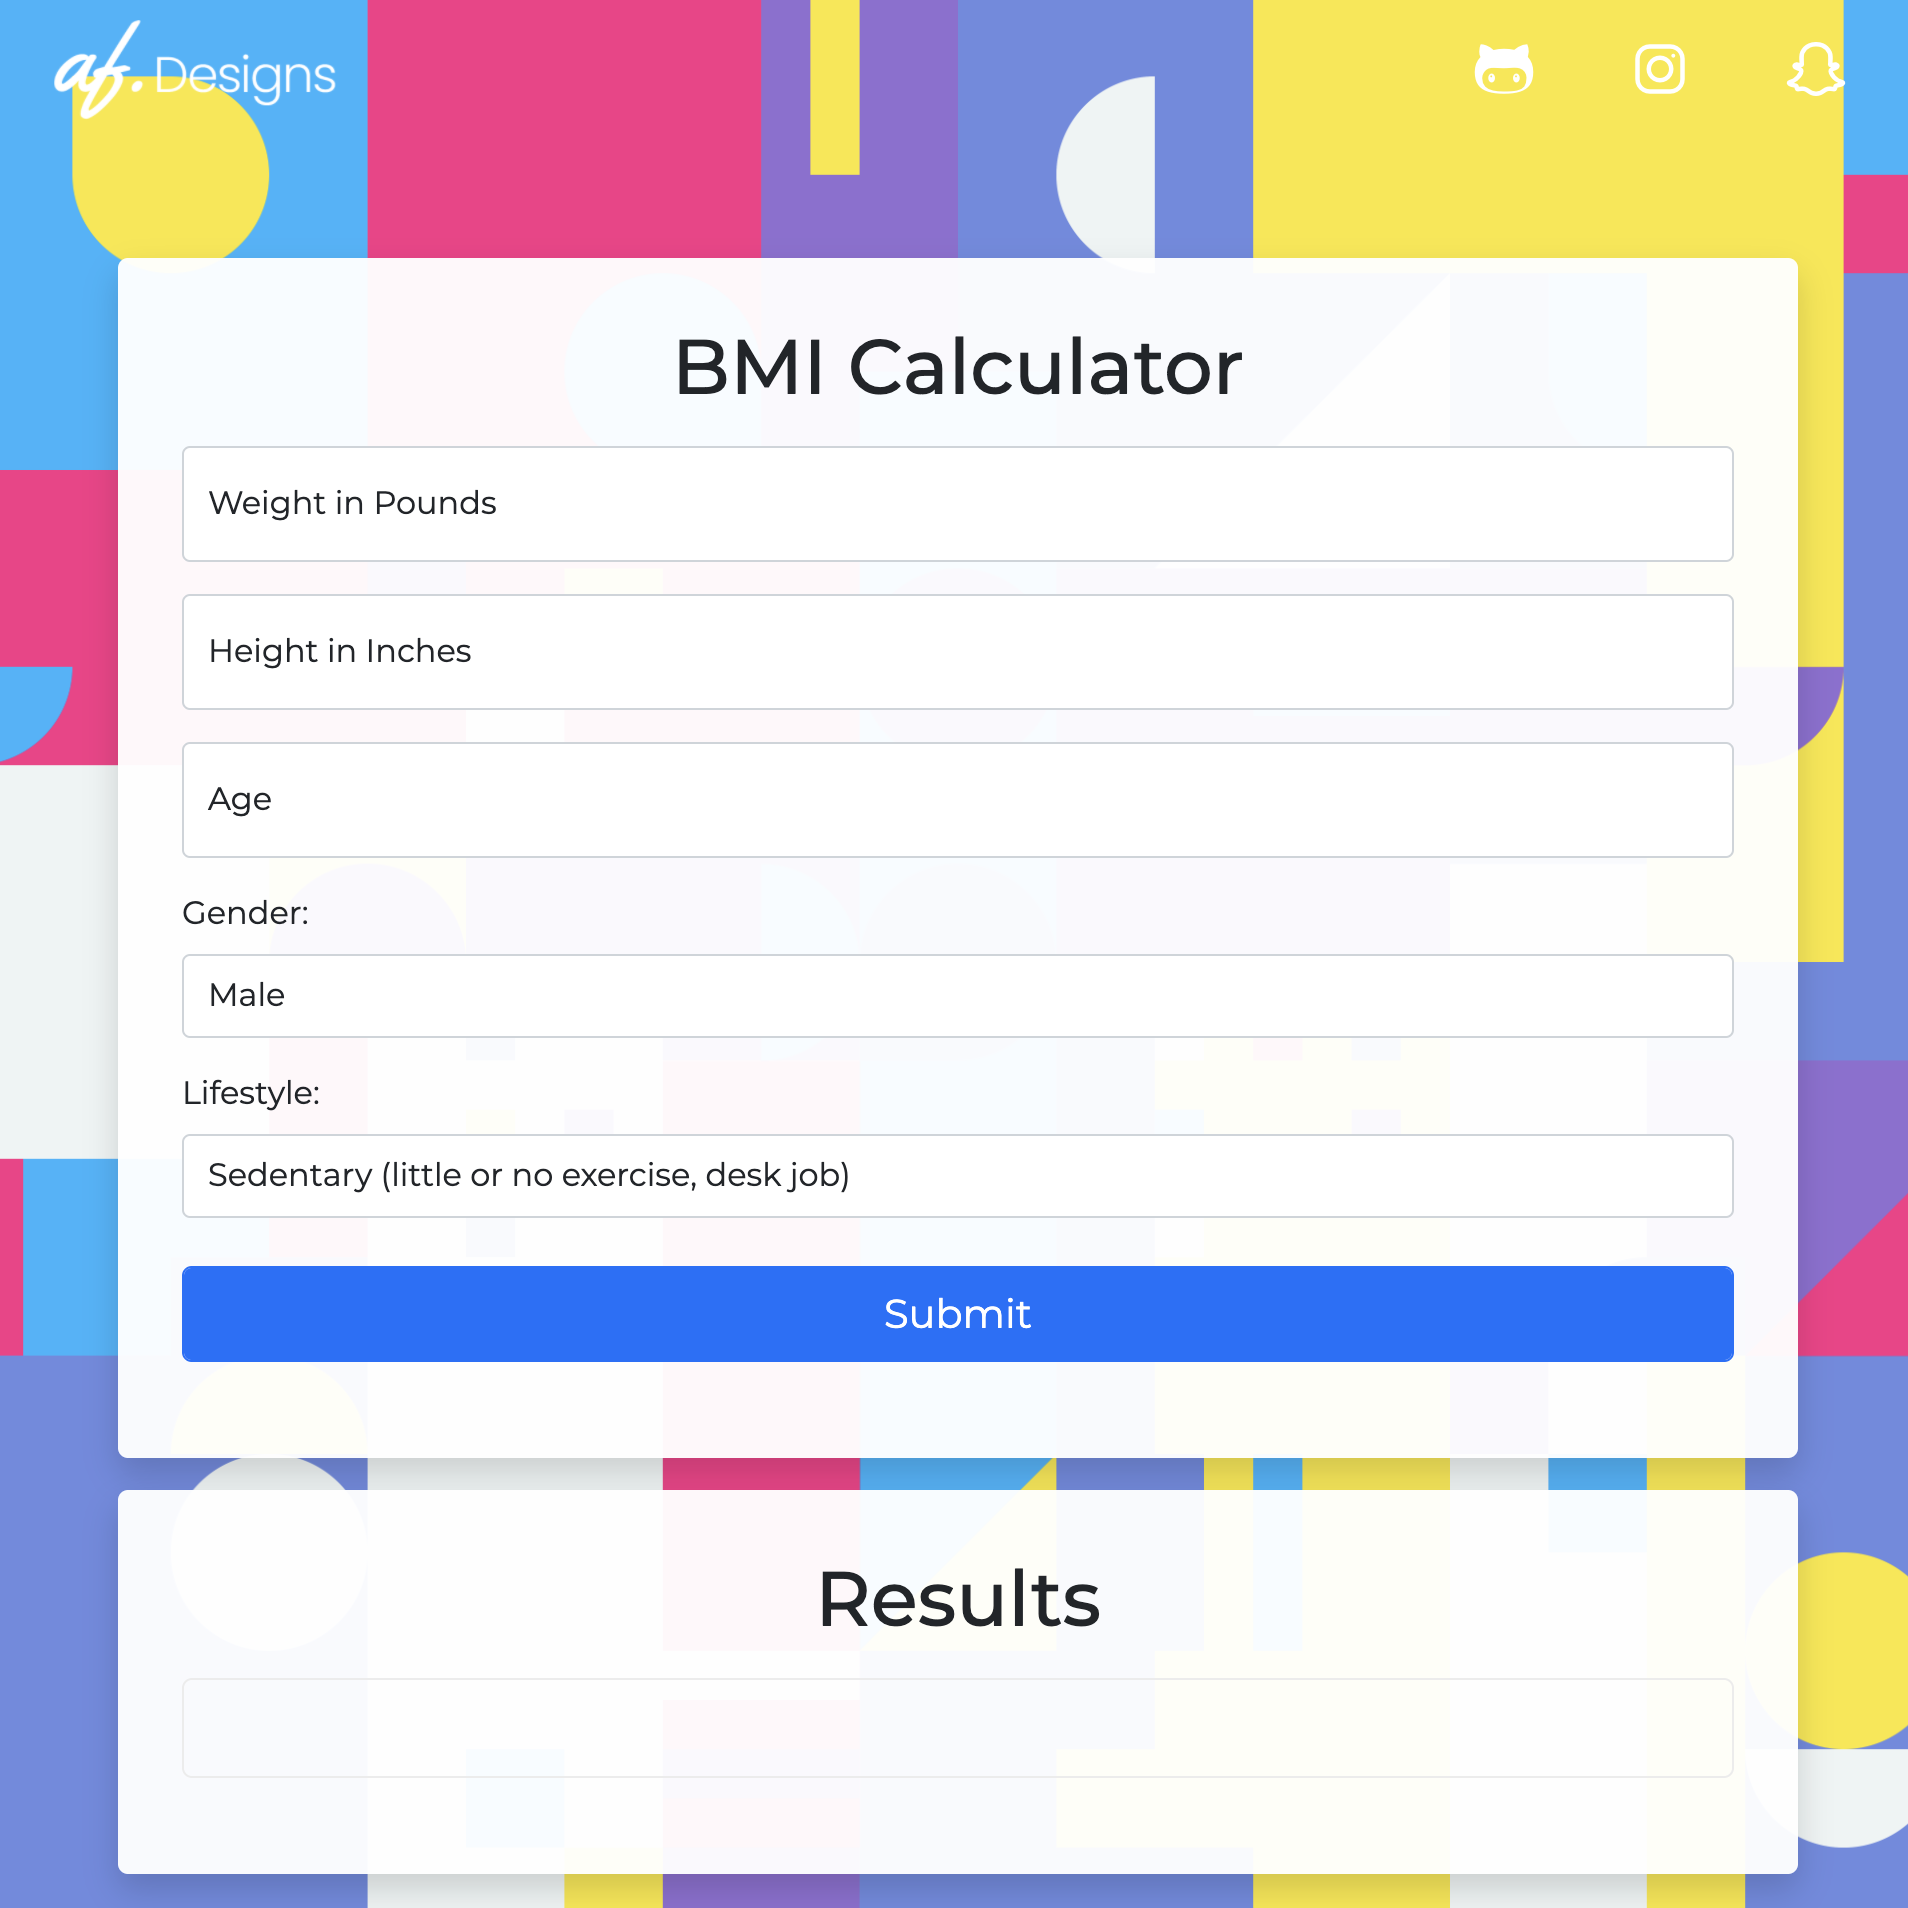 af. Designs
BMI Calculator
Weight in Pounds
Height in Inches
Age
Gender:
Male
Lifestyle:
Sedentary (little or no exercise, desk job)
Submit
Results